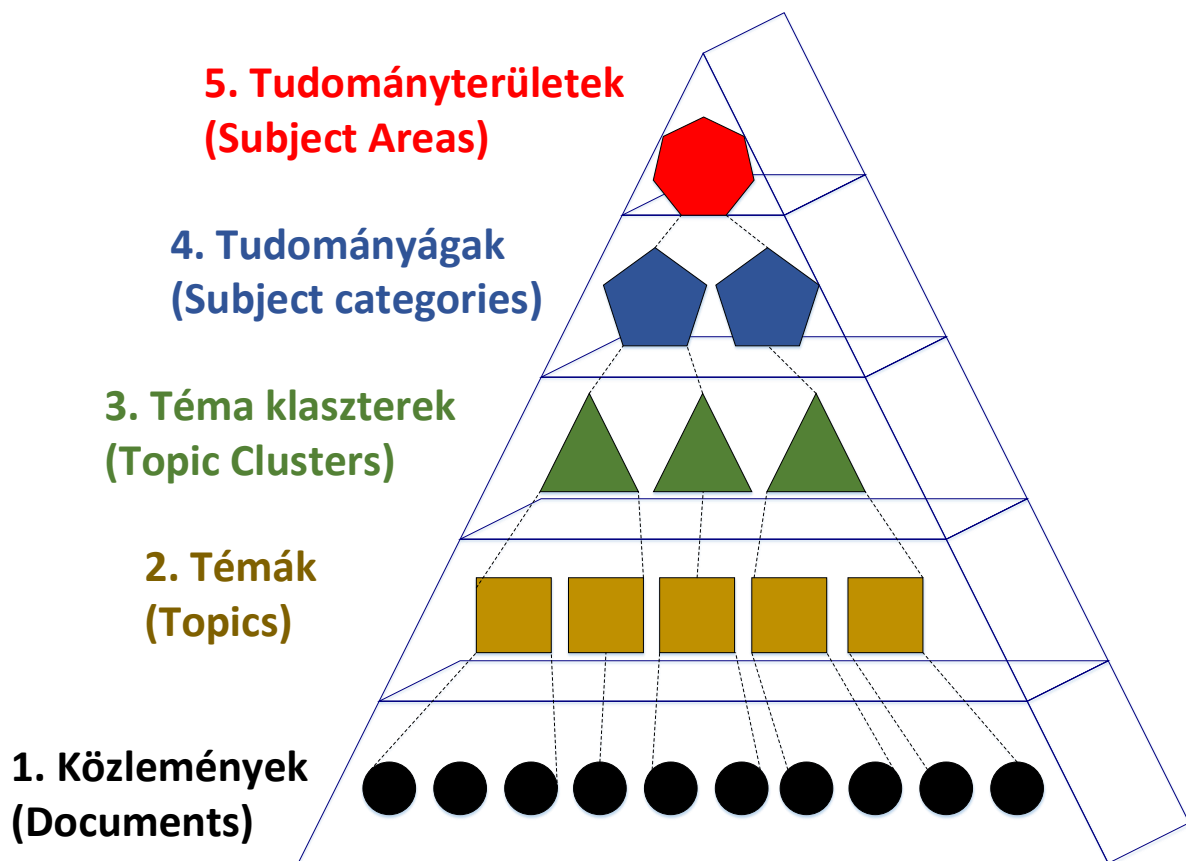 5. Tudományterületek
(Subject Areas)
4. Tudományágak
(Subject categories)
3. Téma klaszterek
(Topic Clusters)
2. Témák
(Topics)
1. Közlemények
(Documents)